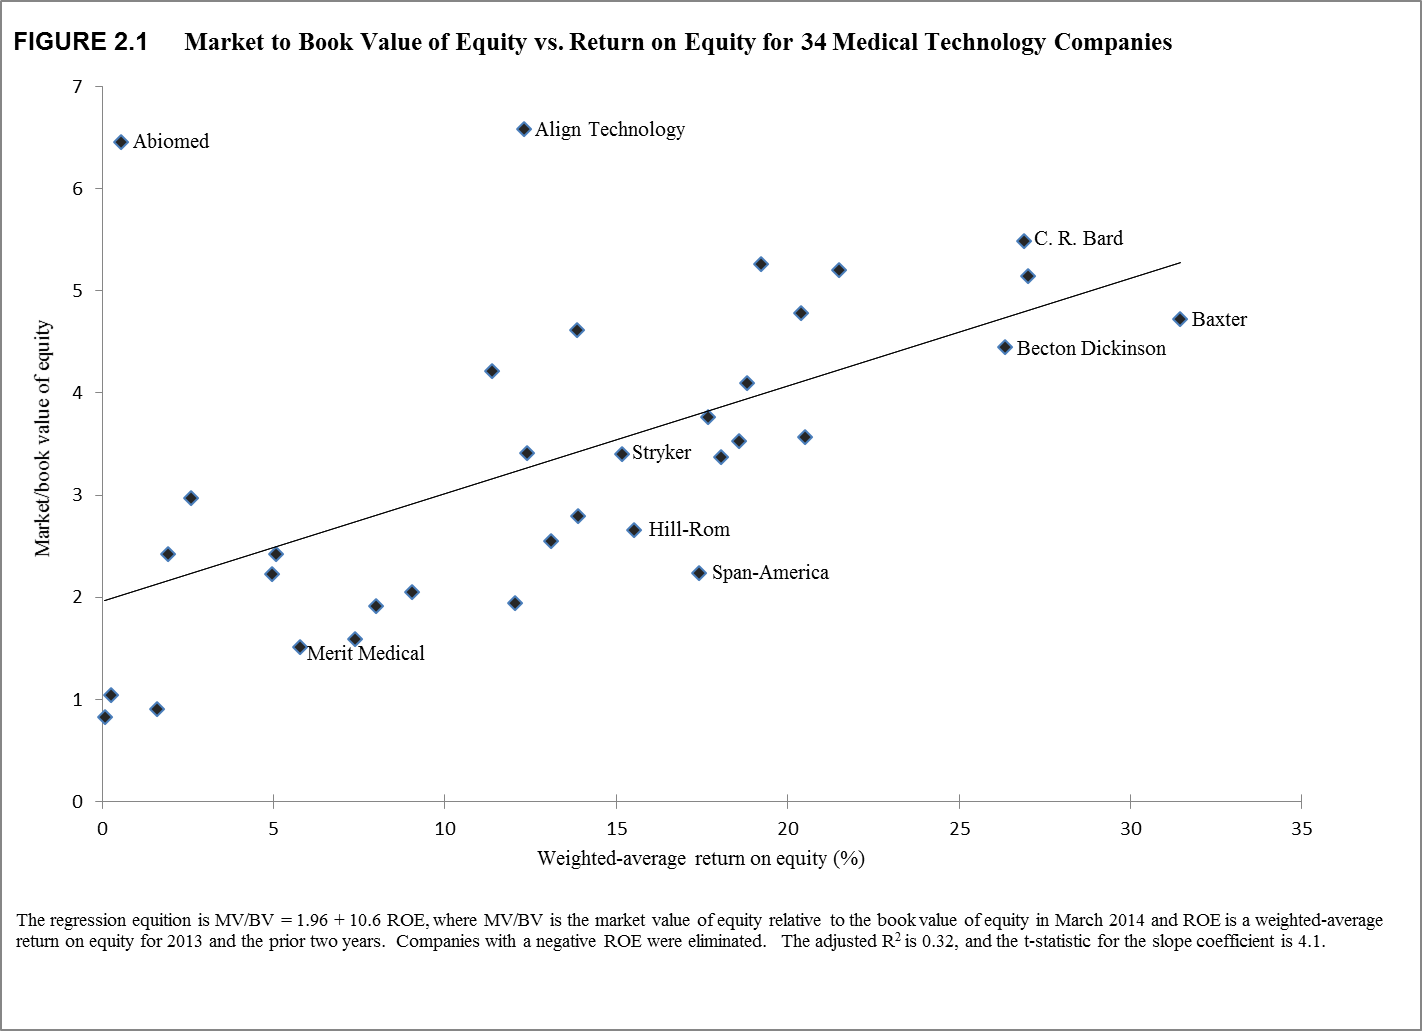 FIGURE 2.1 Market to Book Value of Equity vs. Return on Equity for 34 Medical Technology Companies
7
Align Technology
Abiomed
6
C. R. Bard
5
Baxter
Becton Dickinson
4
Stryker
3
Hill-Rom
Span-America
2
Merit Medical
1
0
Market/book value of equity
0 5 10 15 20 25 30 35
Weighted-average return on equity (%)
The regression equition is MV/BV = 1.96 + 10.6 ROE, where MV/BV is the market value of equity relative to the book value of equity in March 2014 and ROE is a weighted-average
return on equity for 2013 and the prior two years. Companies with a negative ROE were eliminated. The adjusted R² is 0.32, and the t-statistic for the slope coefficient is 4.1.